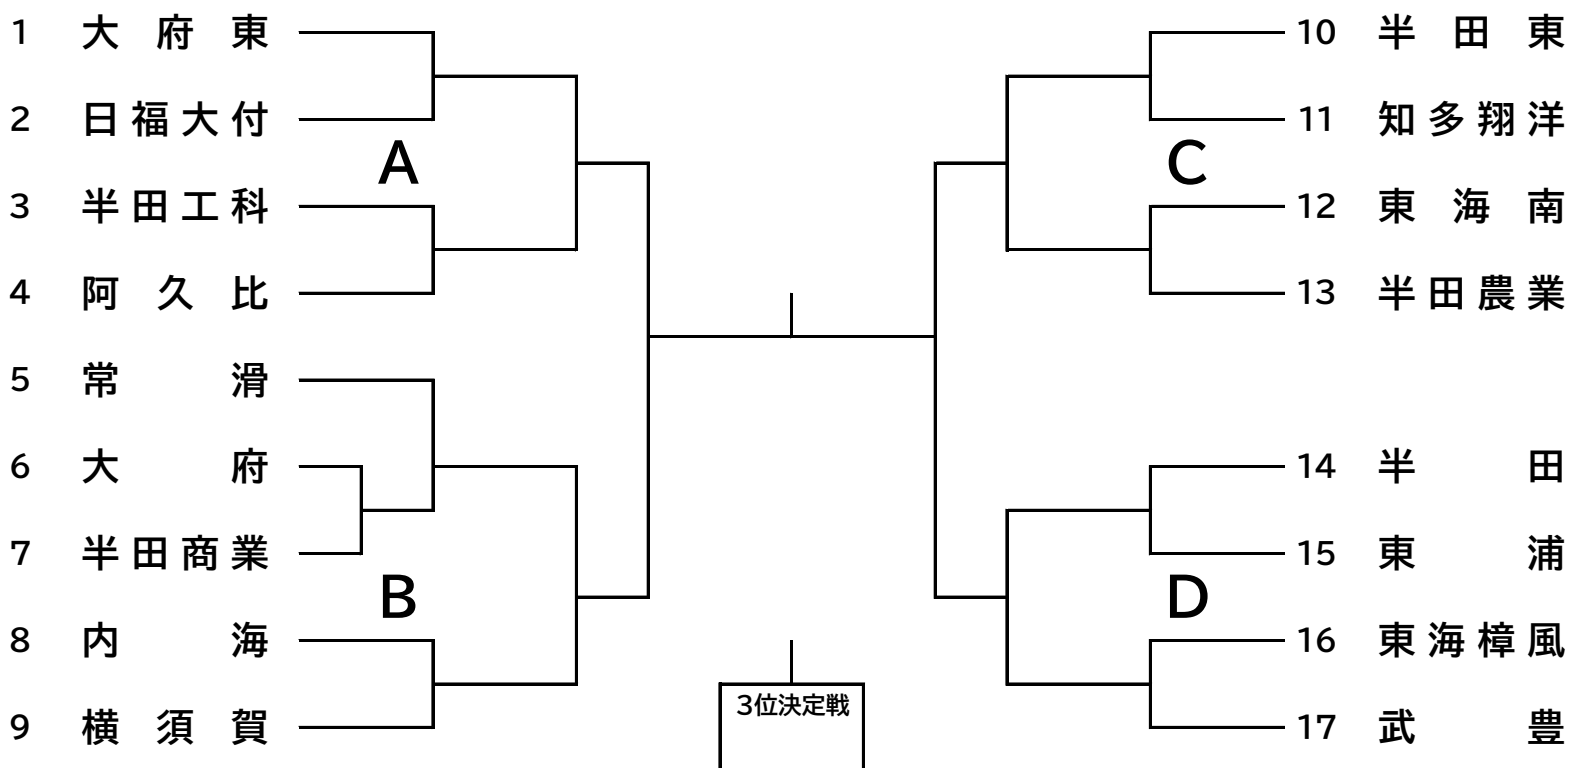 1 大府東
2 日福大付
A
3 半田工科
4 阿久比
5 常滑
6 大府
7 半田商業
B
8 内海
9 横須賀
10 半田東
11 知多翔洋
C
12 東海南
13 半田農業
14 半田
15 東浦
D
16 東海樟風
17 武豊
3位決定戦